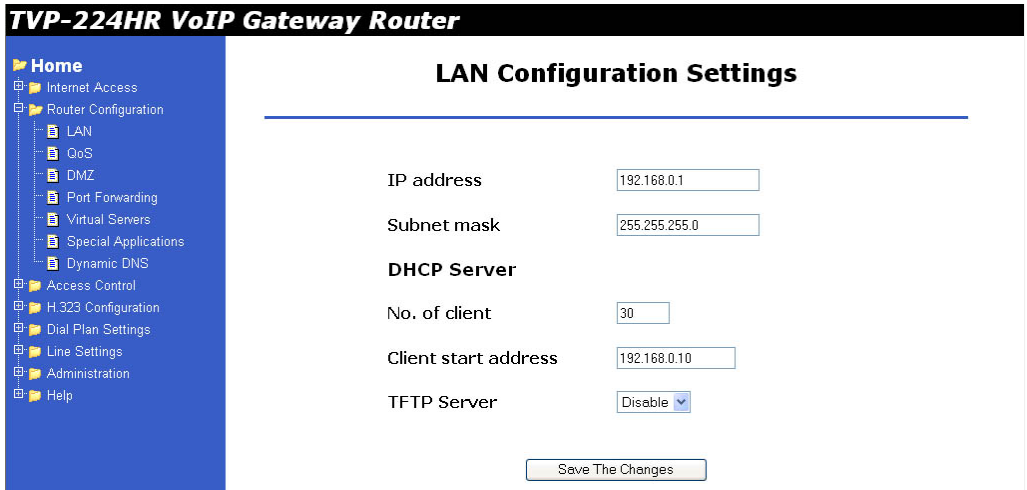 TVP-224HR VoIP Gateway Router
Home
Internet Access
Router Configuration
LAN
QoS
DMZ
Port Forwarding
Virtual Servers
Special Applications
Dynamic DNS
Access Control
H.323 Configuration
Dial Plan Settings
Line Settings
Administration
Help
LAN Configuration Settings
IP address 192.168.0.1
Subnet mask 255.255.255.0
DHCP Server
No. of client 30
Client start address 192.168.0.10
TFTP Server Disable
Save The Changes